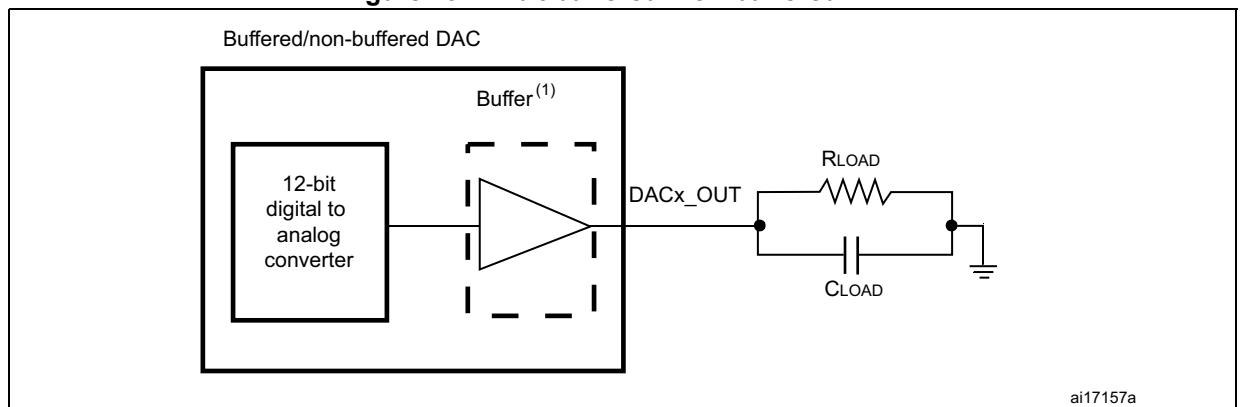 Buffered/non-buffered DAC
Buffer(1)
12-bit
digital to
analog
converter
DACx_OUT
RLOAD
CLOAD
ai17157a